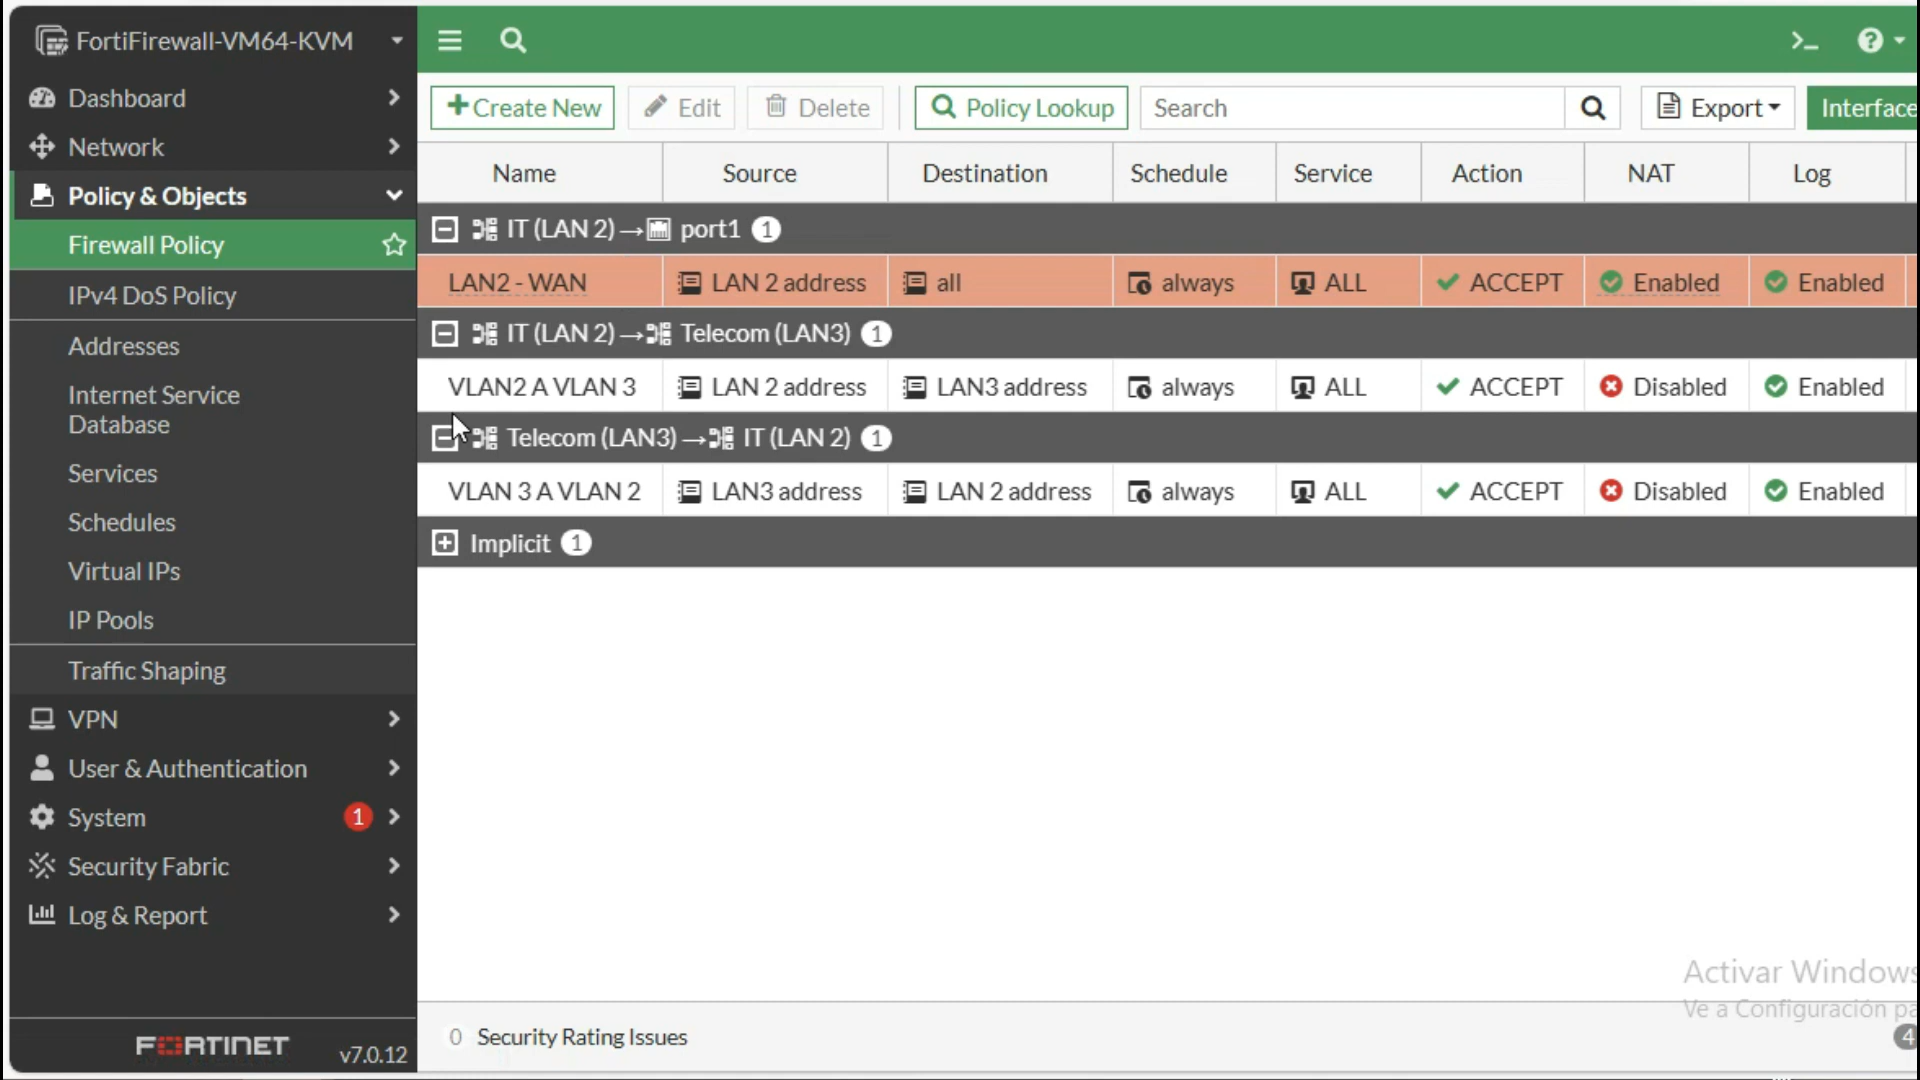 FortiFirewall-VM64-KVM
Dashboard
Network
Policy & Objects
Firewall Policy
IPv4 DoS Policy
Addresses
Internet Service
Database
Services
Schedules
Virtual IPs
IP Pools
Traffic Shaping
VPN
User & Authentication
System 1
Security Fabric
Log & Report
FORTINET v7.0.12
+Create New Edit Delete Policy Lookup Search Export Interface
Name Source Destination Schedule Service Action NAT Log
IT (LAN 2) → port1 1
LAN2 - WAN LAN 2 address all always ALL ACCEPT Enabled Enabled
IT (LAN 2) → Telecom (LAN3) 1
VLAN2 A VLAN 3 LAN 2 address LAN3 address always ALL ACCEPT Disabled Enabled
Telecom (LAN3) → IT (LAN 2) 1
VLAN 3 A VLAN 2 LAN3 address LAN 2 address always ALL ACCEPT Disabled Enabled
Implicit 1
Activar Windows
Ve a Configuración pa
0 Security Rating Issues
4